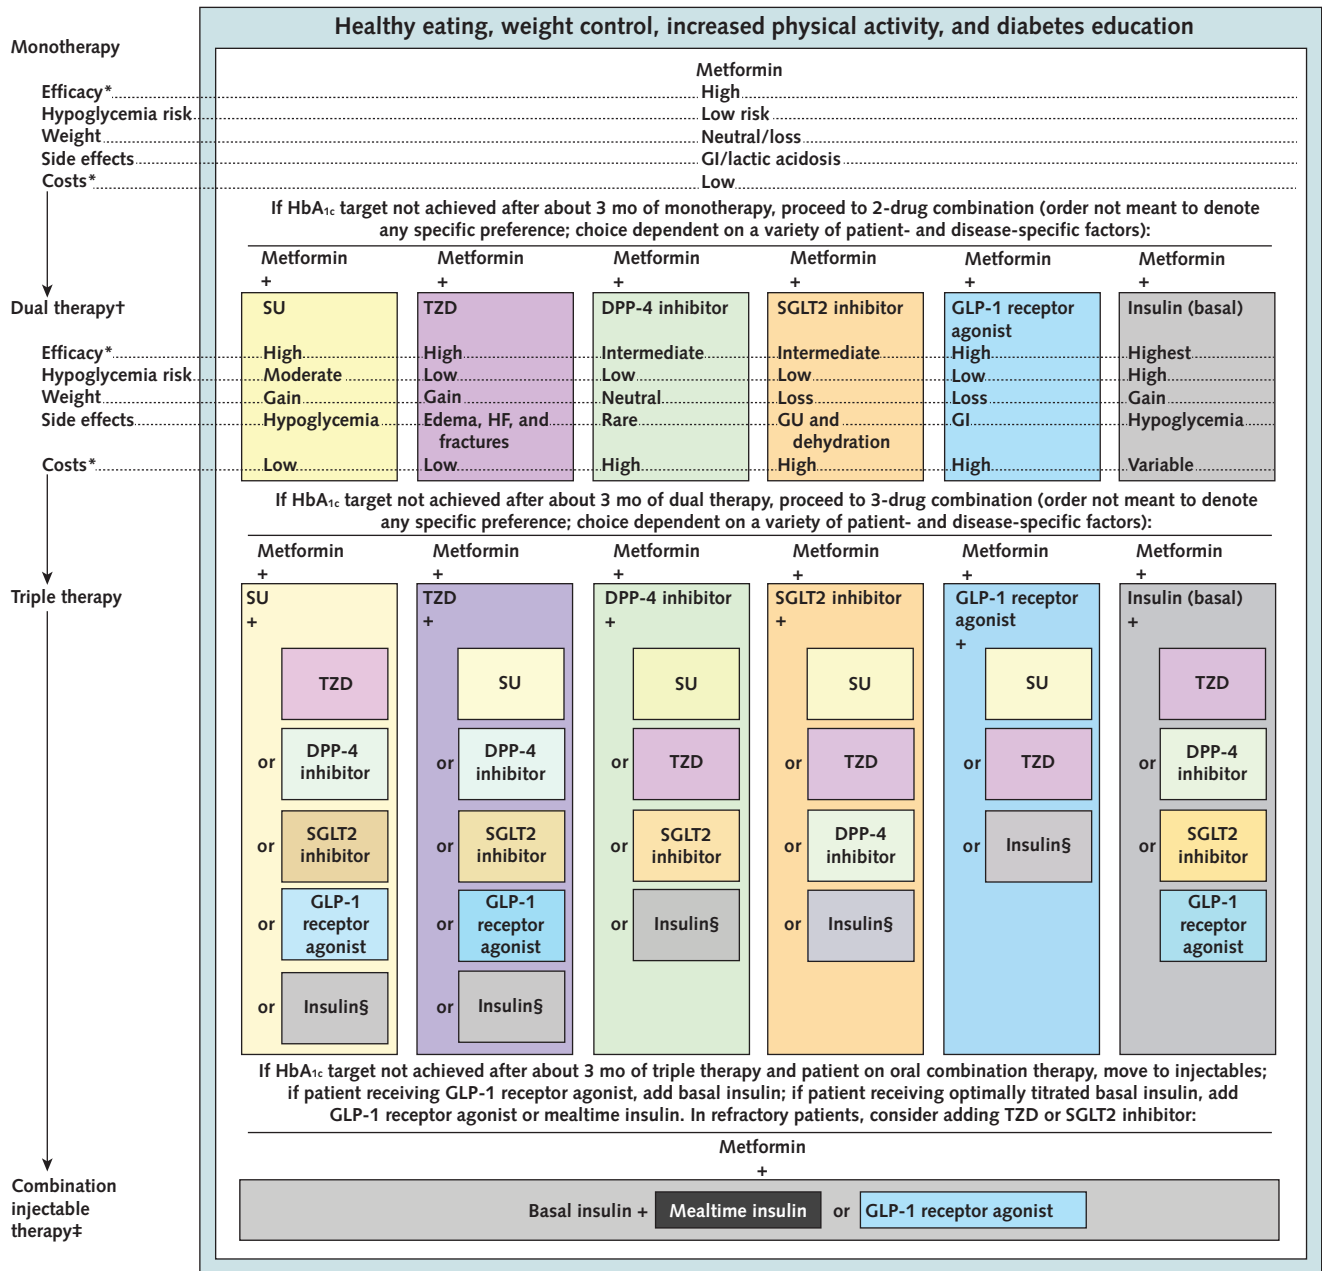 Healthy eating, weight control, increased physical activity, and diabetes education
Monotherapy
Metformin
Efficacy* High
Hypoglycemia risk Low risk
Weight Neutral/loss
Side effects GI/lactic acidosis
Costs* Low
If HbA1c target not achieved after about 3 mo of monotherapy, proceed to 2-drug combination (order not meant to denote
any specific preference; choice dependent on a variety of patient- and disease-specific factors):
Metformin Metformin Metformin Metformin Metformin Metformin
+ + + + + +
Dual therapy† SU TZD DPP-4 inhibitor SGLT2 inhibitor GLP-1 receptor Insulin (basal)
agonist
Efficacy* High High Intermediate Intermediate High Highest
Hypoglycemia risk Moderate Low Low Low Low High
Weight Gain Gain Neutral Loss Loss Gain
Side effects Hypoglycemia Edema, HF, and Rare GU and GI Hypoglycemia
fractures dehydration
Costs* Low Low High High High Variable
If HbA1c target not achieved after about 3 mo of dual therapy, proceed to 3-drug combination (order not meant to denote
any specific preference; choice dependent on a variety of patient- and disease-specific factors):
Metformin Metformin Metformin Metformin Metformin Metformin
+ + + + + +
Triple therapy SU TZD DPP-4 inhibitor SGLT2 inhibitor GLP-1 receptor Insulin (basal)
+ + + + agonist +
+
TZD SU SU SU SU TZD
or DPP-4 or DPP-4 or TZD or TZD or TZD or DPP-4
inhibitor inhibitor inhibitor
or SGLT2 or SGLT2 or SGLT2 or DPP-4 or Insulin§ or SGLT2
inhibitor inhibitor inhibitor inhibitor inhibitor
or GLP-1 or GLP-1 or Insulin§ or Insulin§ or GLP-1
receptor receptor receptor
agonist agonist agonist
or Insulin§ or Insulin§
If HbA1c target not achieved after about 3 mo of triple therapy and patient on oral combination therapy, move to injectables;
if patient receiving GLP-1 receptor agonist, add basal insulin; if patient receiving optimally titrated basal insulin, add
GLP-1 receptor agonist or mealtime insulin. In refractory patients, consider adding TZD or SGLT2 inhibitor:
Metformin
+
Combination
injectable
therapy‡
Basal insulin + Mealtime insulin or GLP-1 receptor agonist